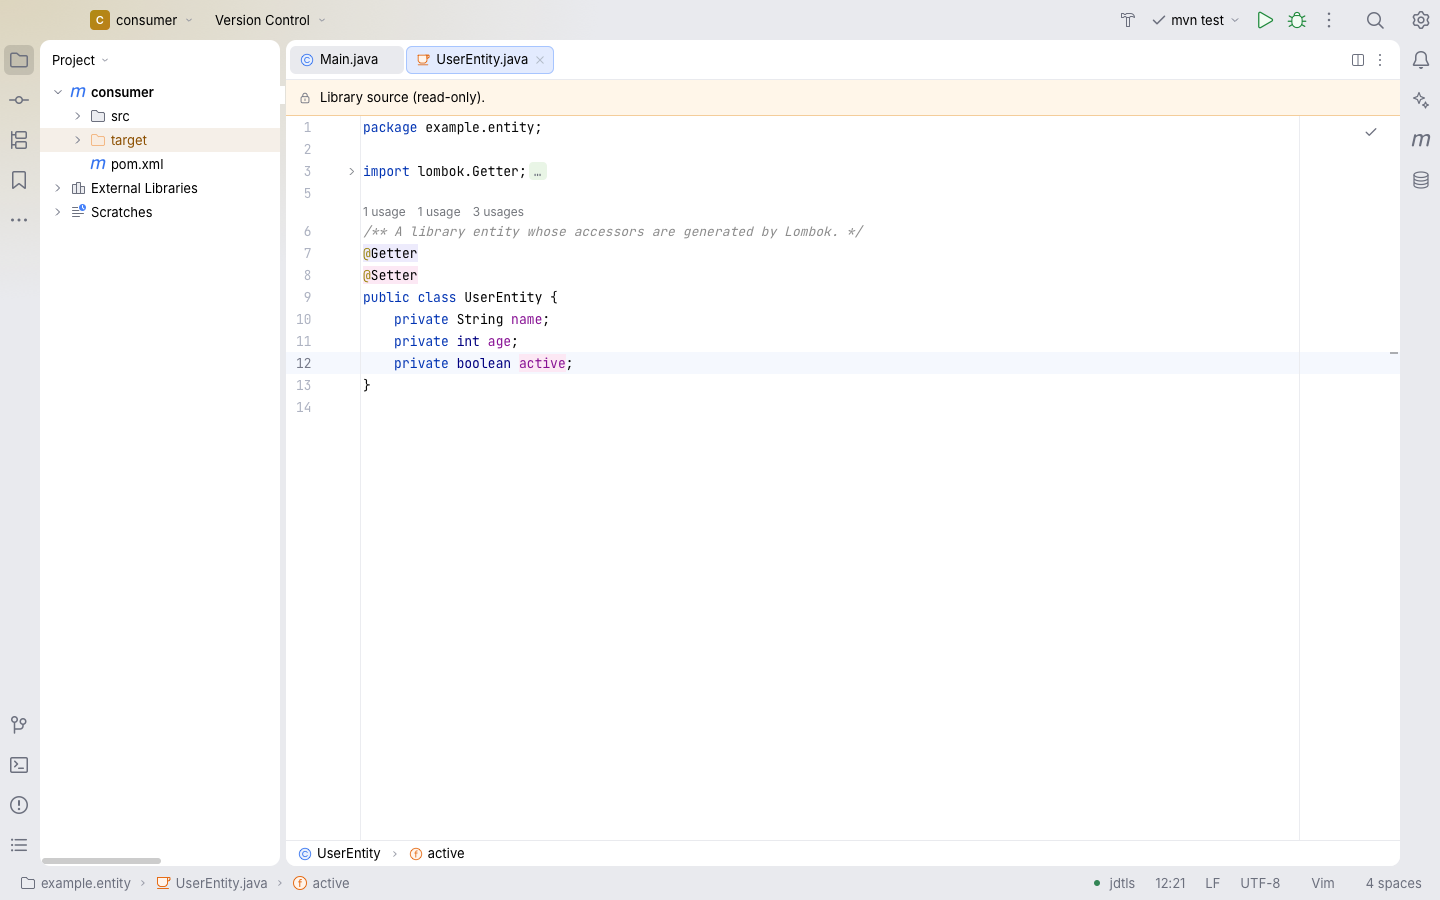 C consumer Version Control mvn test
Project
Main.java UserEntity.java
consumer
src
target
m pom.xml
External Libraries
Scratches
Library source (read-only).
1 package example.entity;
2
3 import lombok.Getter; …
5
1 usage 1 usage 3 usages
6 /** A library entity whose accessors are generated by Lombok. */
7 @Getter
8 @Setter
9 public class UserEntity {
10 private String name;
11 private int age;
12 private boolean active;
13 }
14
UserEntity › active
example.entity › UserEntity.java › active jdtls 12:21 LF UTF-8 Vim 4 spaces